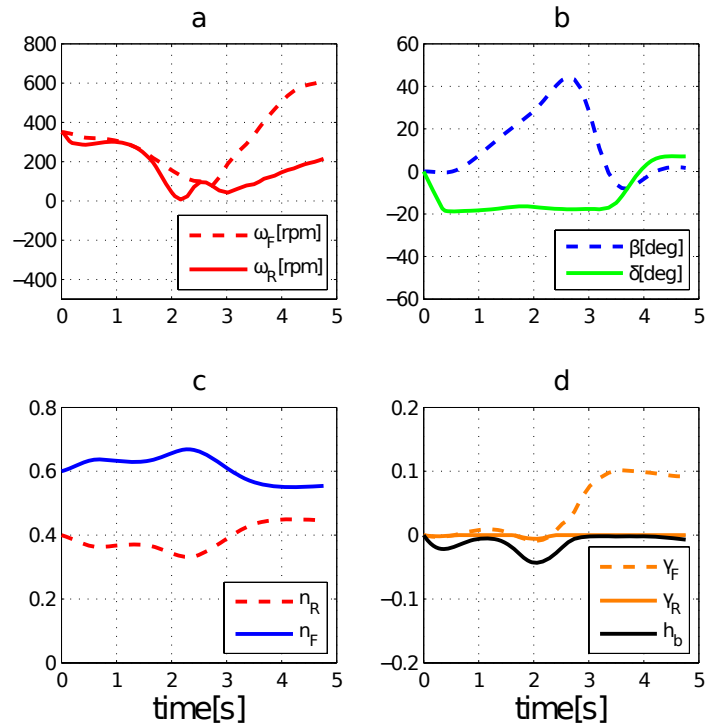 a
800
600
400
200
0
−200
−400
ω_F[rpm]
ω_R[rpm]
0 1 2 3 4 5
b
60
40
20
0
−20
−40
−60
β[deg]
δ[deg]
0 1 2 3 4 5
c
0.8
0.6
0.4
0.2
0
n_R
n_F
0 1 2 3 4 5
time[s]
d
0.2
0.1
0
−0.1
−0.2
γ_F
γ_R
h_b
0 1 2 3 4 5
time[s]